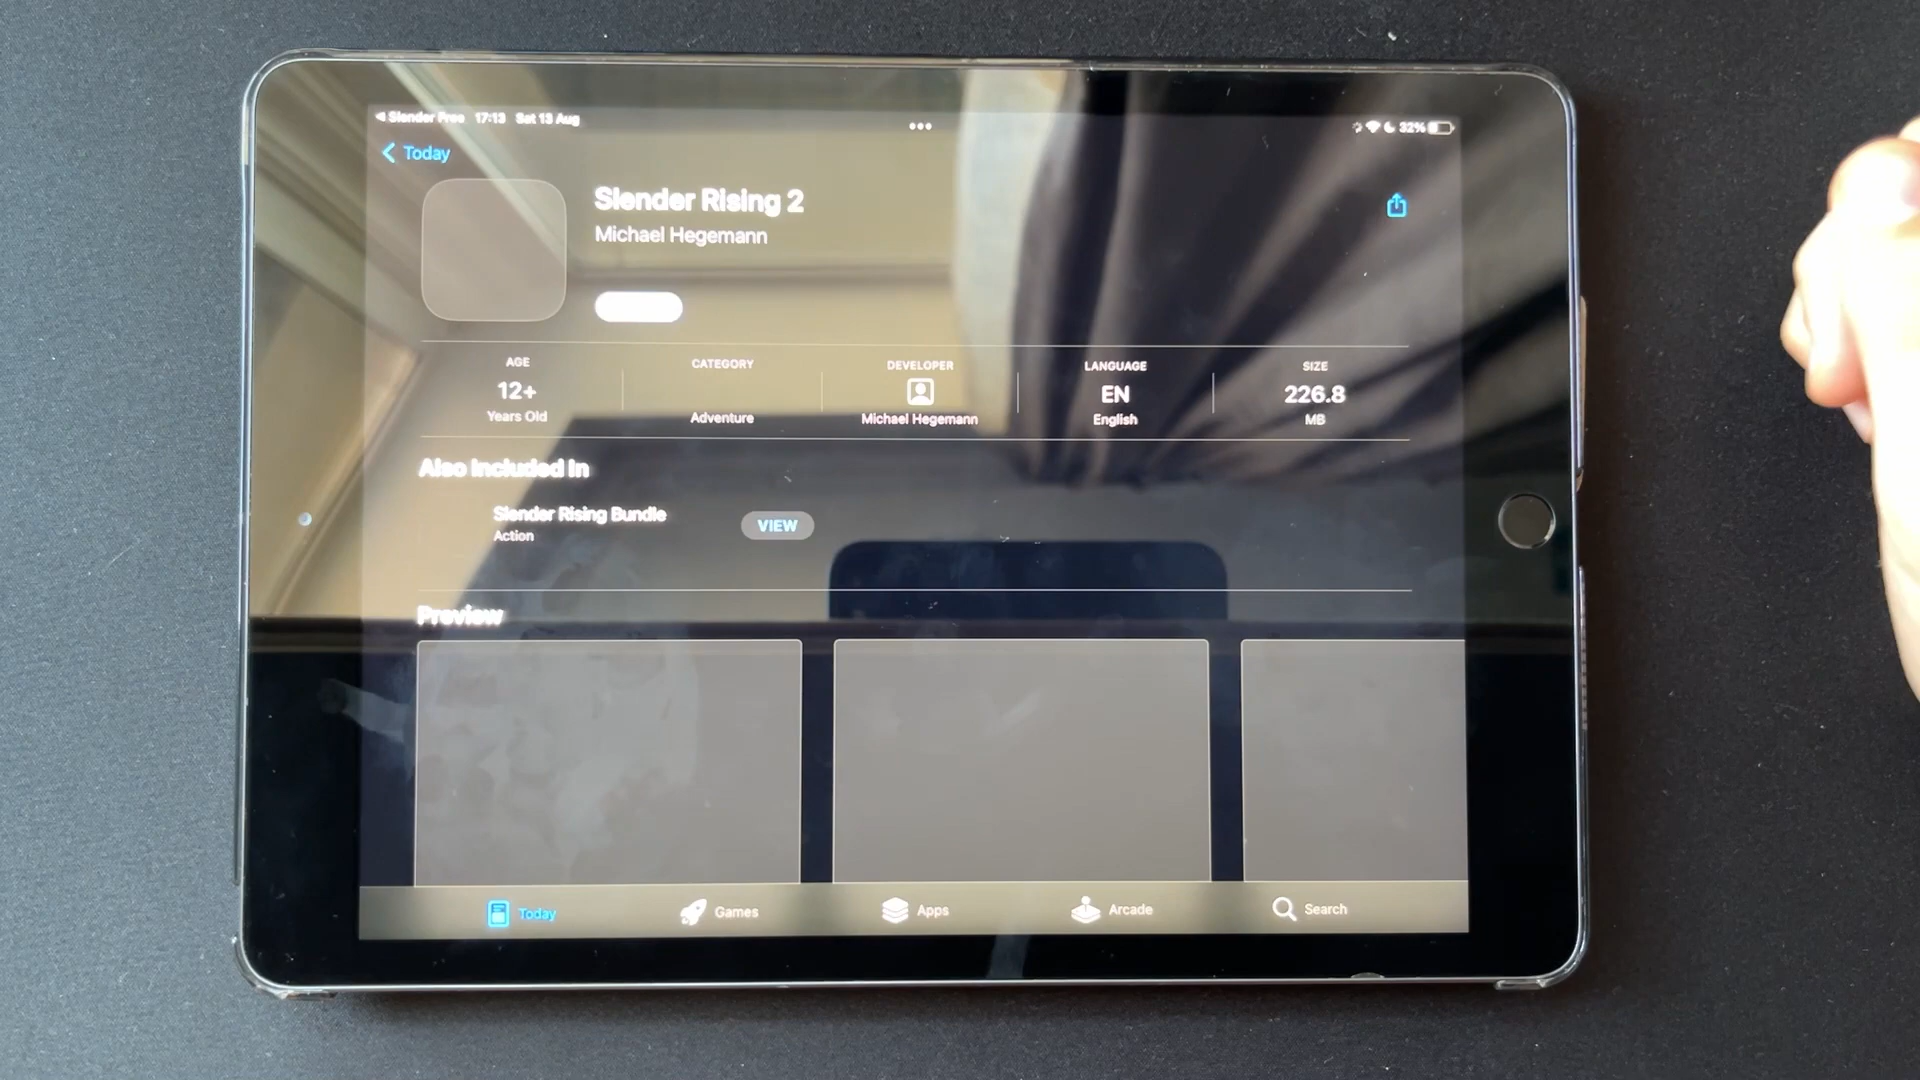 Slender Free 17:13 Sat 13 Aug
32%
Today
Slender Rising 2
Michael Hegemann
AGE
12+
Years Old
CATEGORY
Adventure
DEVELOPER
Michael Hegemann
LANGUAGE
EN
English
SIZE
226.8
MB
Also Included In
Slender Rising Bundle
Action
VIEW
Preview
Today
Games
Apps
Arcade
Search